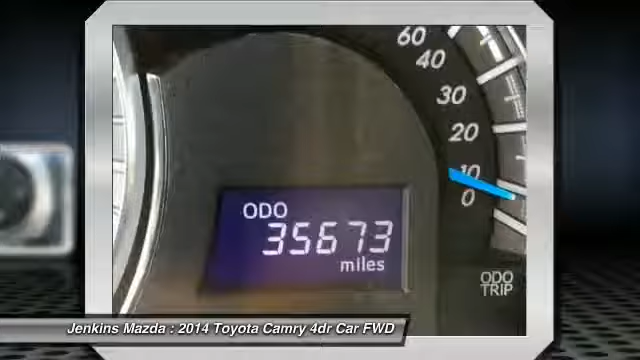 60
40
30
20
10
0
ODO
35673
miles
ODO
TRIP
Jenkins Mazda : 2014 Toyota Camry 4dr Car FWD